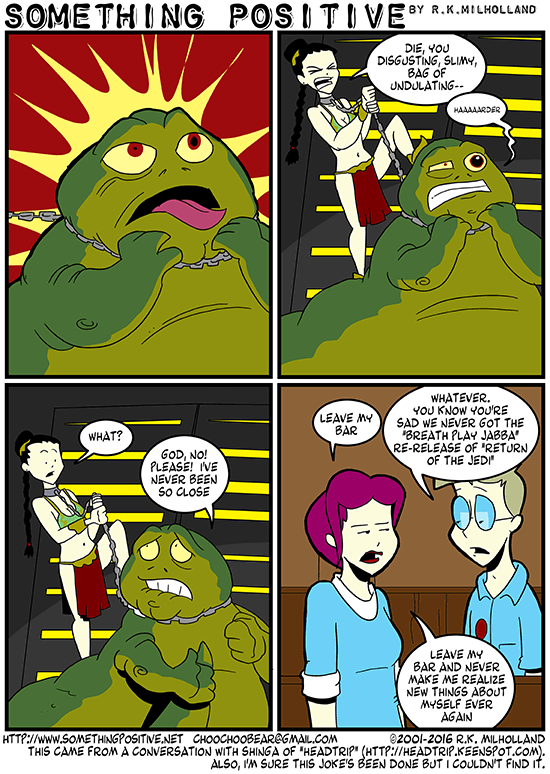 SOMETHING POSITIVE BY R.K.MILHOLLAND
DIE, YOU
DISGUSTING, SLIMY,
BAG OF
UNDULATING--
HAAAAARDER
WHAT?
GOD, NO!
PLEASE! I'VE
NEVER BEEN
SO CLOSE
LEAVE MY
BAR
WHATEVER.
YOU KNOW YOU'RE
SAD WE NEVER GOT THE
"BREATH PLAY JABBA"
RE-RELEASE OF "RETURN
OF THE JEDI"
LEAVE MY
BAR AND NEVER
MAKE ME REALIZE
NEW THINGS ABOUT
MYSELF EVER
AGAIN
HTTP://WWW.SOMETHINGPOSITIVE.NET CHOOCHOOBEAR@GMAIL.COM ©2001-2016 R.K. MILHOLLAND
THIS CAME FROM A CONVERSATION WITH SHINGA OF "HEADTRIP" (HTTP://HEADTRIP.KEENSPOT.COM).
ALSO, I'M SURE THIS JOKE'S BEEN DONE BUT I COULDN'T FIND IT.